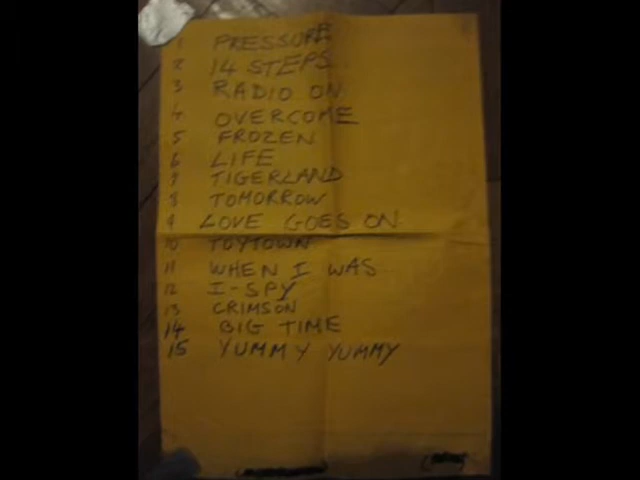 1 PRESSURE
2 14 STEPS
3 RADIO ON
4 OVERCOME
5 FROZEN
6 LIFE
7 TIGERLAND
8 TOMORROW
9 LOVE GOES ON
10 TOYTOWN
11 WHEN I WAS
12 I-SPY
13 CRIMSON
14 BIG TIME
15 YUMMY YUMMY